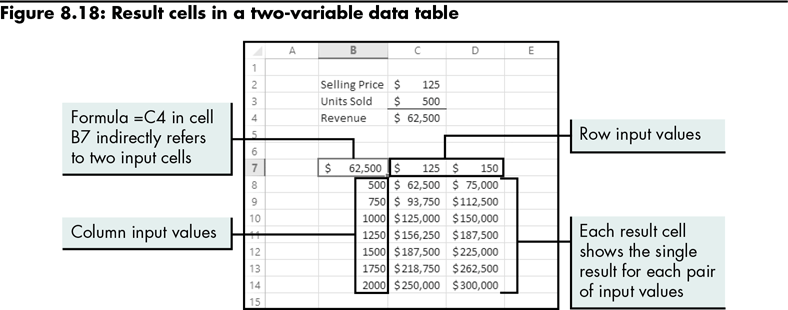 Figure 8.18: Result cells in a two-variable data table
A B C D E
1
2 Selling Price $ 125
3 Units Sold $ 500
4 Revenue $ 62,500
5
6
7 $ 62,500 $ 125 $ 150
8 500 $ 62,500 $ 75,000
9 750 $ 93,750 $112,500
10 1000 $125,000 $150,000
11 1250 $156,250 $187,500
12 1500 $187,500 $225,000
13 1750 $218,750 $262,500
14 2000 $250,000 $300,000
15
Formula =C4 in cell
B7 indirectly refers
to two input cells
Column input values
Row input values
Each result cell
shows the single
result for each pair
of input values